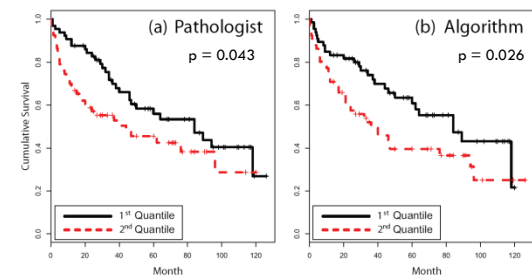 (a) Pathologist
p = 0.043
Cumulative Survival
1.0
0.8
0.6
0.4
0.2
0.0
1st Quantile
2nd Quantile
0 20 40 60 80 100 120
Month
(b) Algorithm
p = 0.026
1.0
0.8
0.6
0.4
0.2
0.0
1st Quantile
2nd Quantile
0 20 40 60 80 100 120
Month